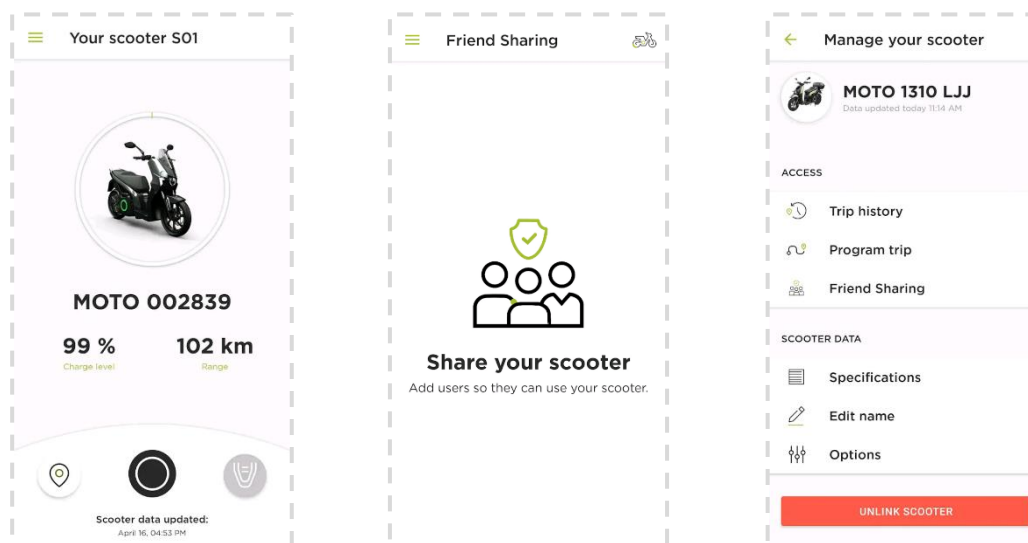 Your scooter S01
MOTO 002839
99 %
102 km
Charge level
Range
Scooter data updated:
April 16, 04:53 PM
Friend Sharing
Share your scooter
Add users so they can use your scooter.
Manage your scooter
MOTO 1310 LJJ
Data updated today 11:14 AM
ACCESS
Trip history
Program trip
Friend Sharing
SCOOTER DATA
Specifications
Edit name
Options
UNLINK SCOOTER